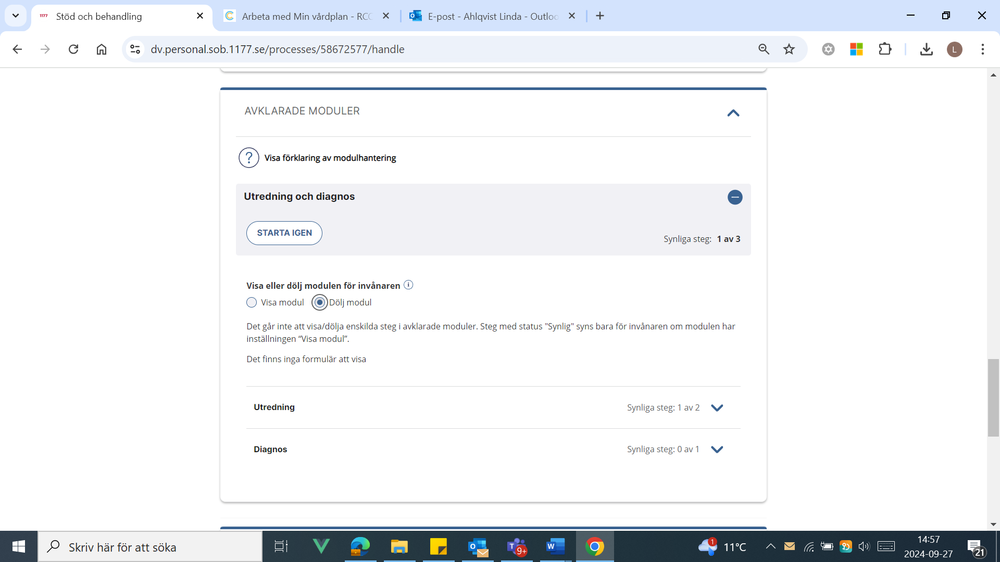 1177 Stöd och behandling
Arbeta med Min vårdplan - RCC
E-post - Ahlqvist Linda - Outloo
dv.personal.sob.1177.se/processes/58672577/handle
L
AVKLARADE MODULER
? Visa förklaring av modulhantering
Utredning och diagnos
STARTA IGEN
Synliga steg: 1 av 3
Visa eller dölj modulen för invånaren i
Visa modul Dölj modul
Det går inte att visa/dölja enskilda steg i avklarade moduler. Steg med status "Synlig" syns bara för invånaren om modulen har
inställningen “Visa modul”.
Det finns inga formulär att visa
Utredning Synliga steg: 1 av 2
Diagnos Synliga steg: 0 av 1
Skriv här för att söka
9+
1
11°C
14:57
2024-09-27
21